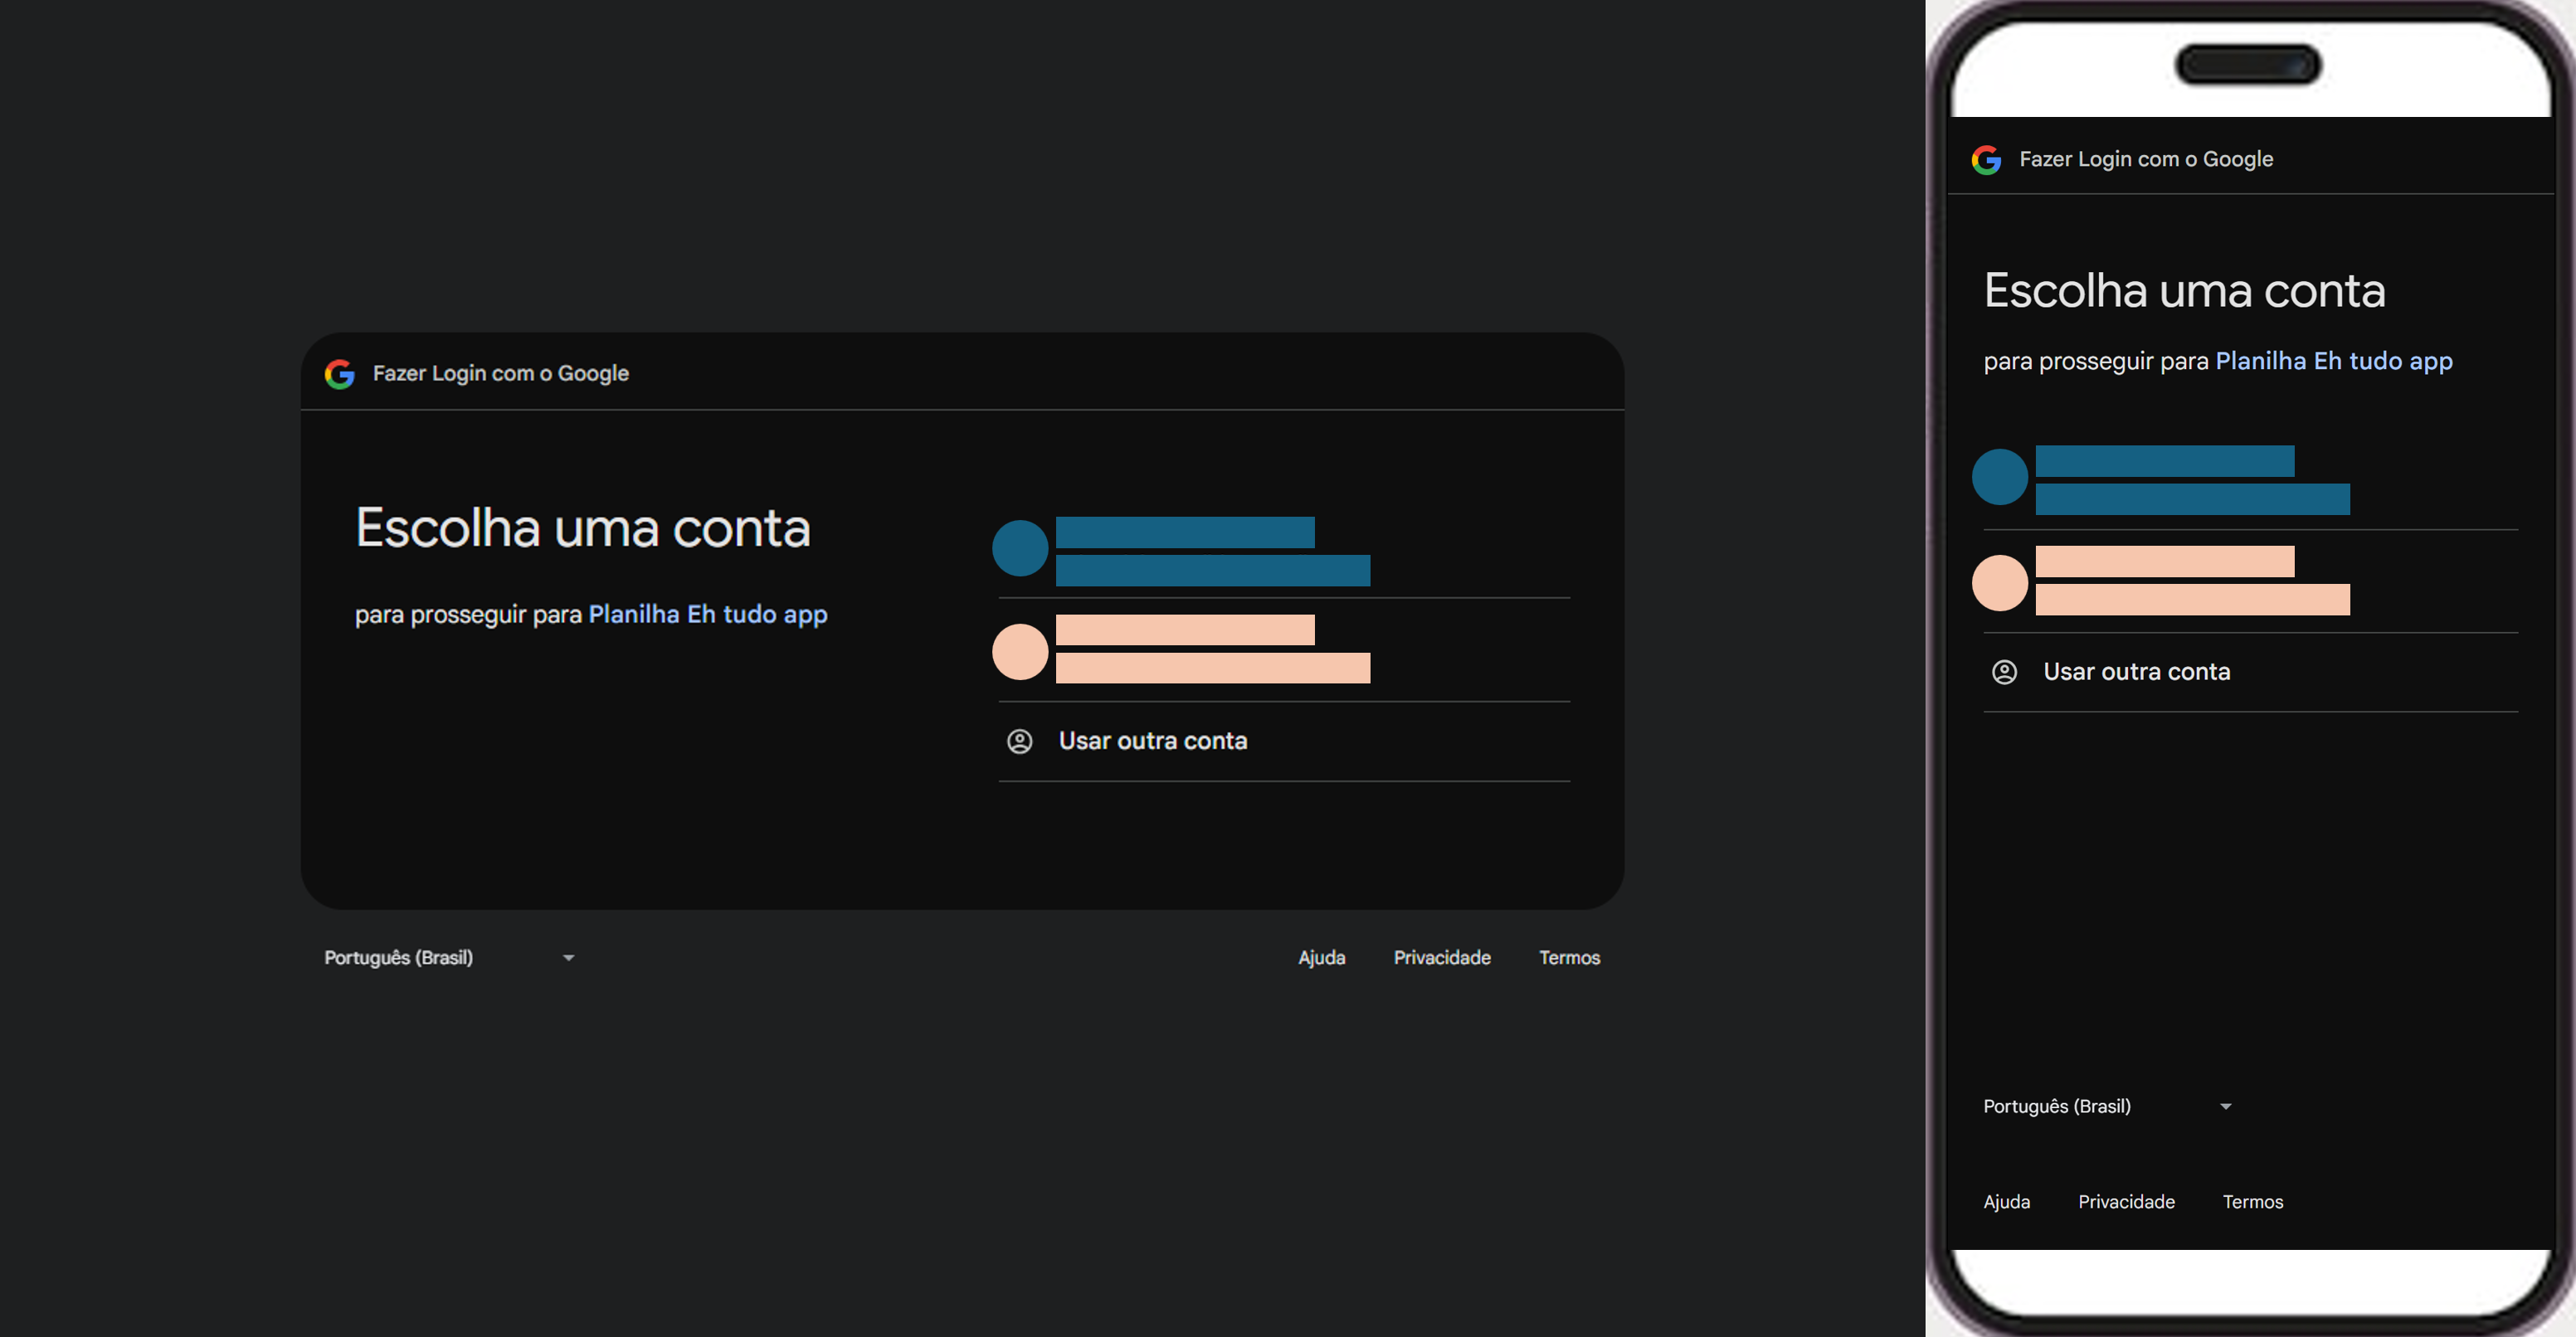 Fazer Login com o Google
Escolha uma conta
para prosseguir para Planilha Eh tudo app
Usar outra conta
Português (Brasil)
Ajuda Privacidade Termos
Fazer Login com o Google
Escolha uma conta
para prosseguir para Planilha Eh tudo app
Usar outra conta
Português (Brasil)
Ajuda Privacidade Termos